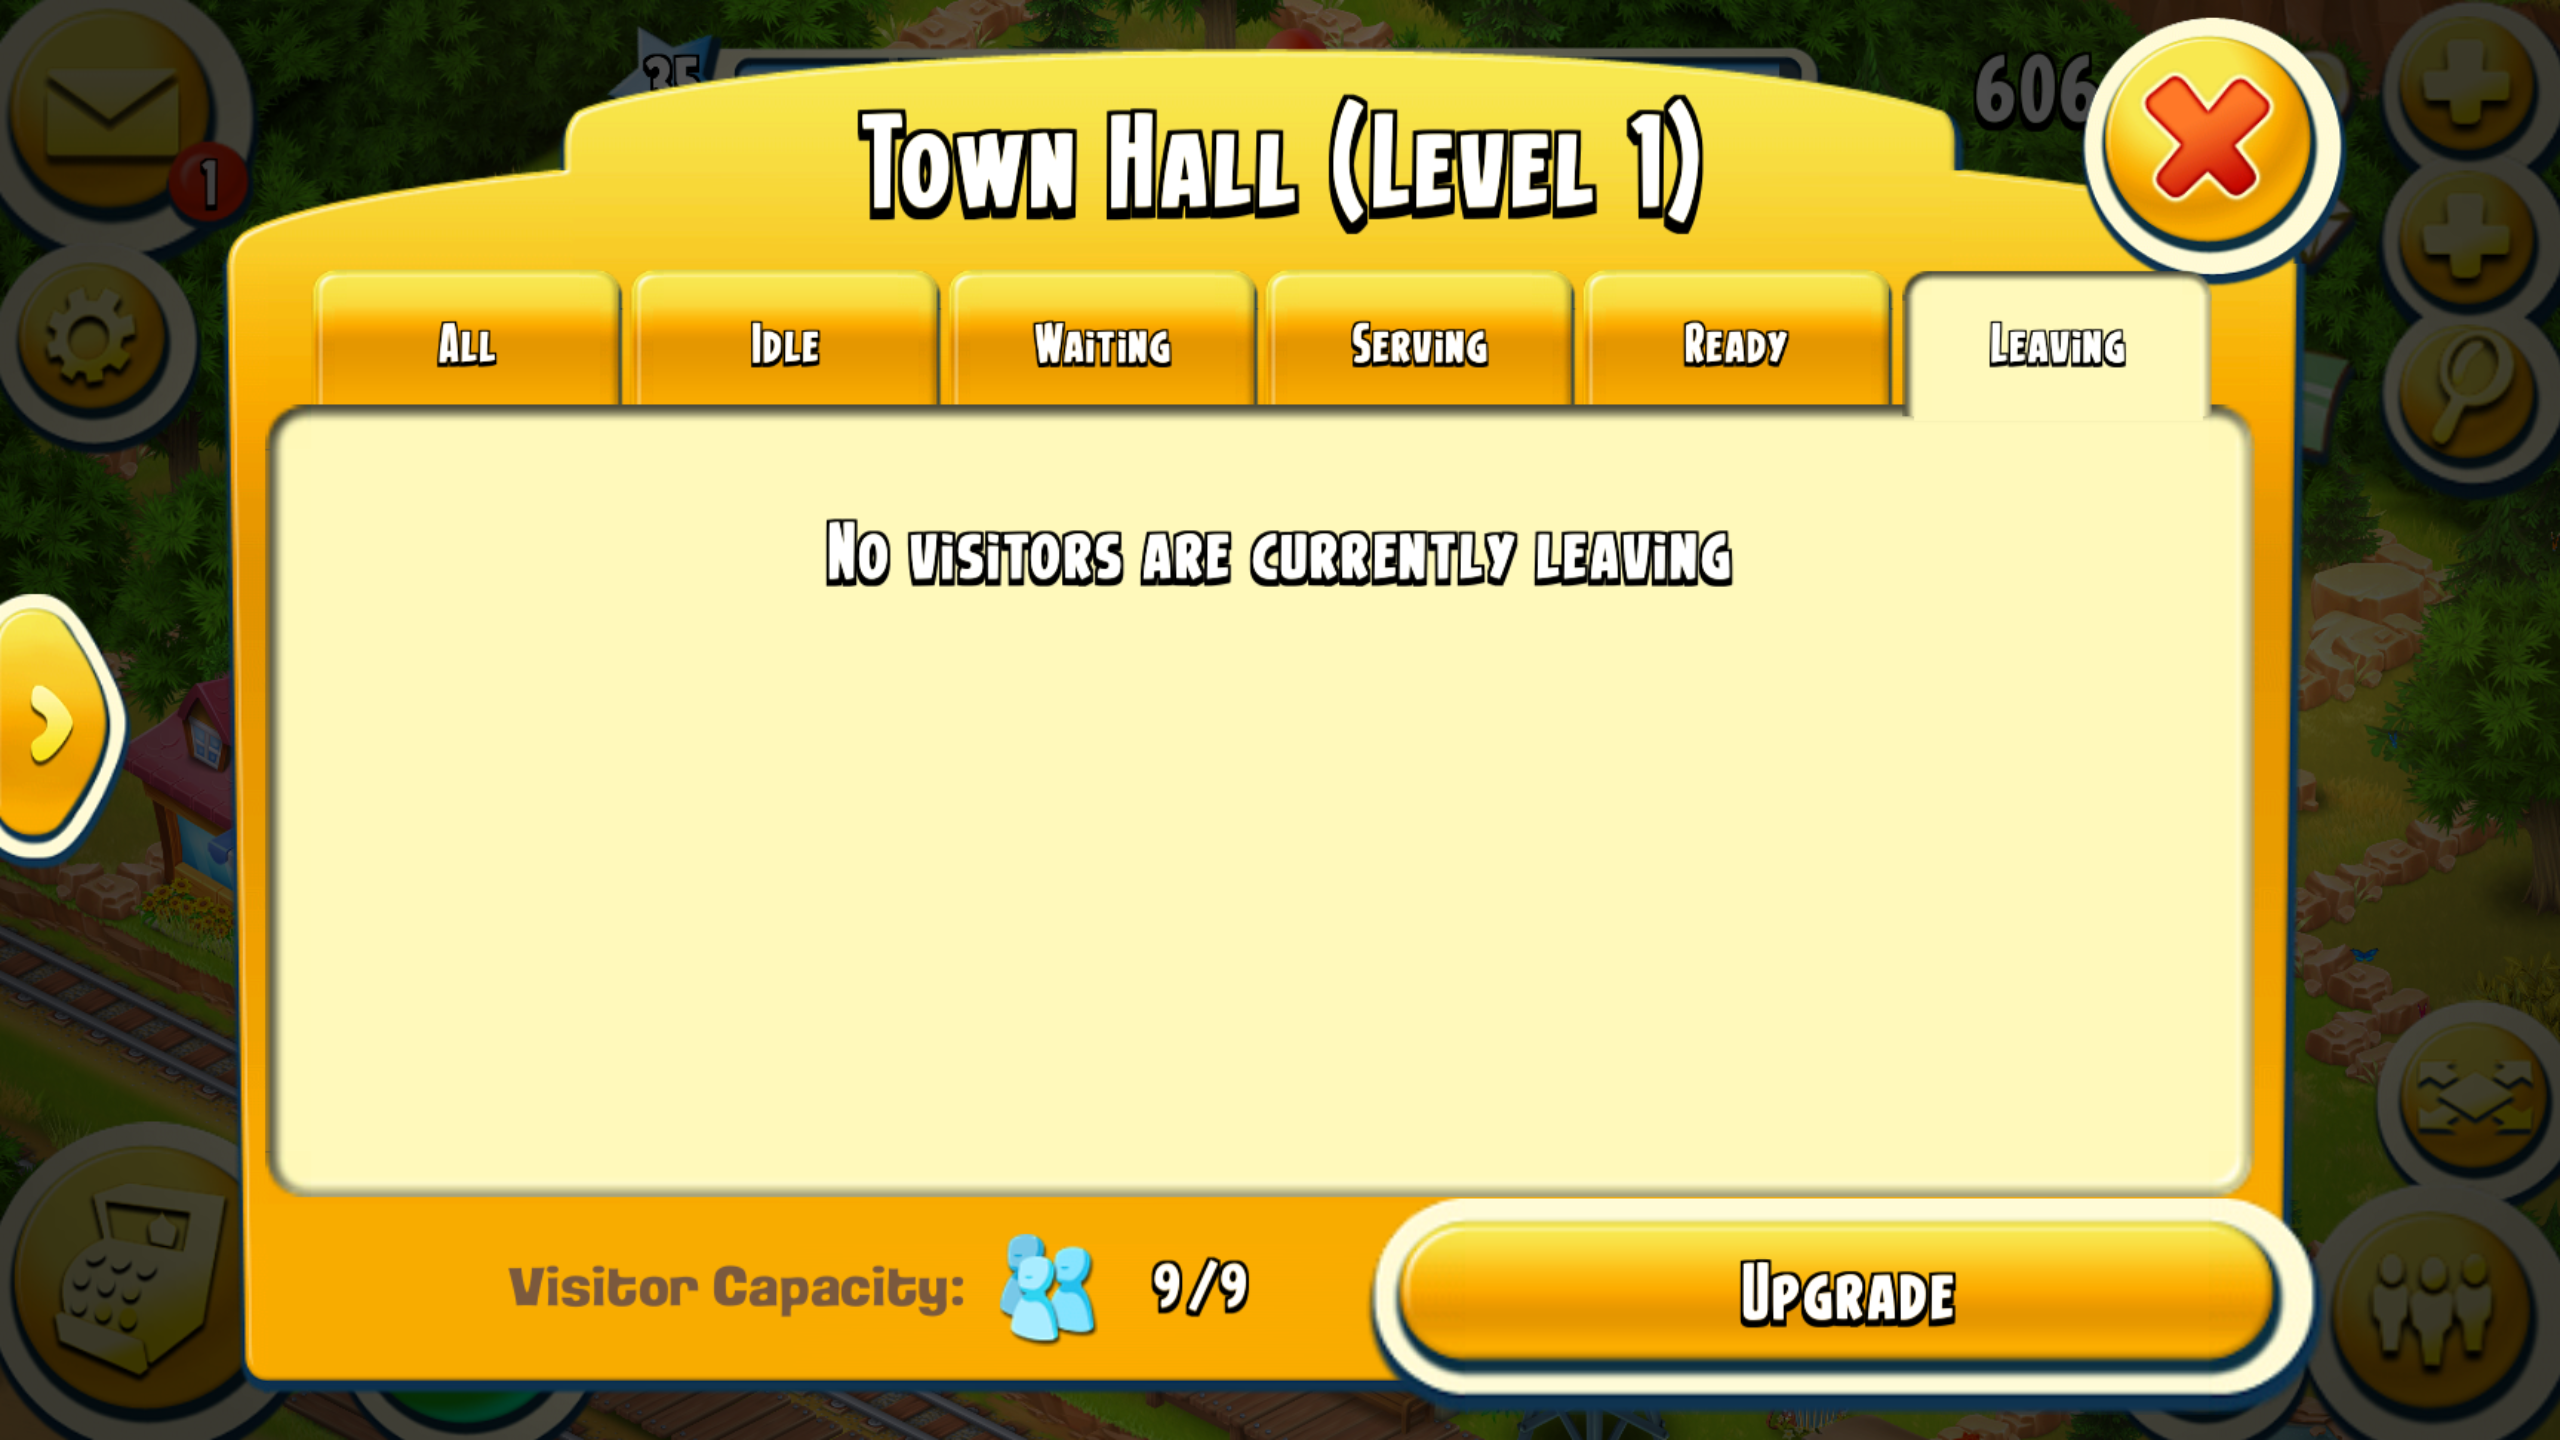 1
35
606
Town Hall (Level 1)
All
Idle
Waiting
Serving
Ready
Leaving
No visitors are currently leaving
Visitor Capacity:
9/9
Upgrade